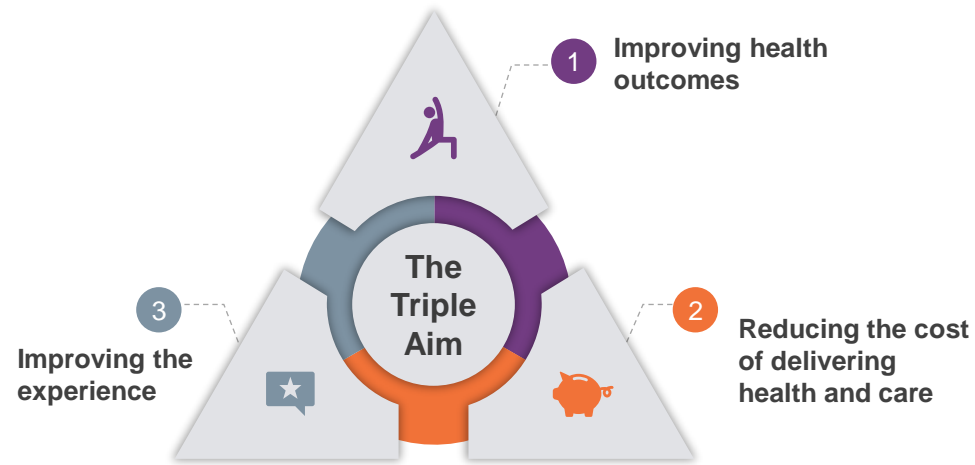 1
Improving health
outcomes
The
Triple
Aim
2
Reducing the cost
of delivering
health and care
3
Improving the
experience